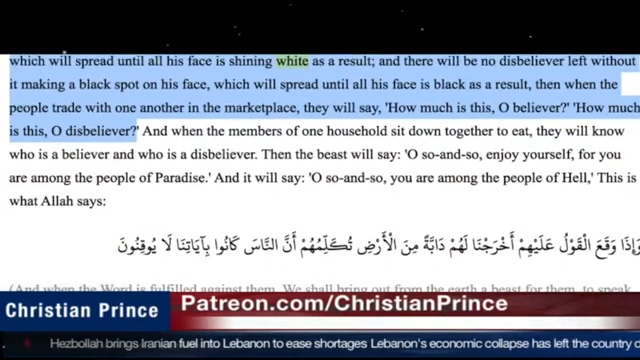 which will spread until all his face is shining white as a result; and there will be no disbeliever left without
it making a black spot on his face, which will spread until all his face is black as a result, then when the
people trade with one another in the marketplace, they will say, 'How much is this, O believer?' 'How much
is this, O disbeliever?' And when the members of one household sit down together to eat, they will know
who is a believer and who is a disbeliever. Then the beast will say: 'O so-and-so, enjoy yourself, for you
are among the people of Paradise.' And it will say: 'O so-and-so, you are among the people of Hell,' This is
what Allah says:
وَإِذَا وَقَعَ الْقَوْلُ عَلَيْهِمْ أَخْرَجْنَا لَهُمْ دَابَّةً مِنَ الْأَرْضِ تُكَلِّمُهُمْ أَنَّ النَّاسَ كَانُوا بِآيَاتِنَا لَا يُوقِنُونَ
(And when the Word is fulfilled against them, We shall bring out from the earth a beast for them, to speak
Christian Prince
Patreon.com/ChristianPrince
Hezbollah brings Iranian fuel into Lebanon to ease shortages Lebanon's economic collapse has left the country